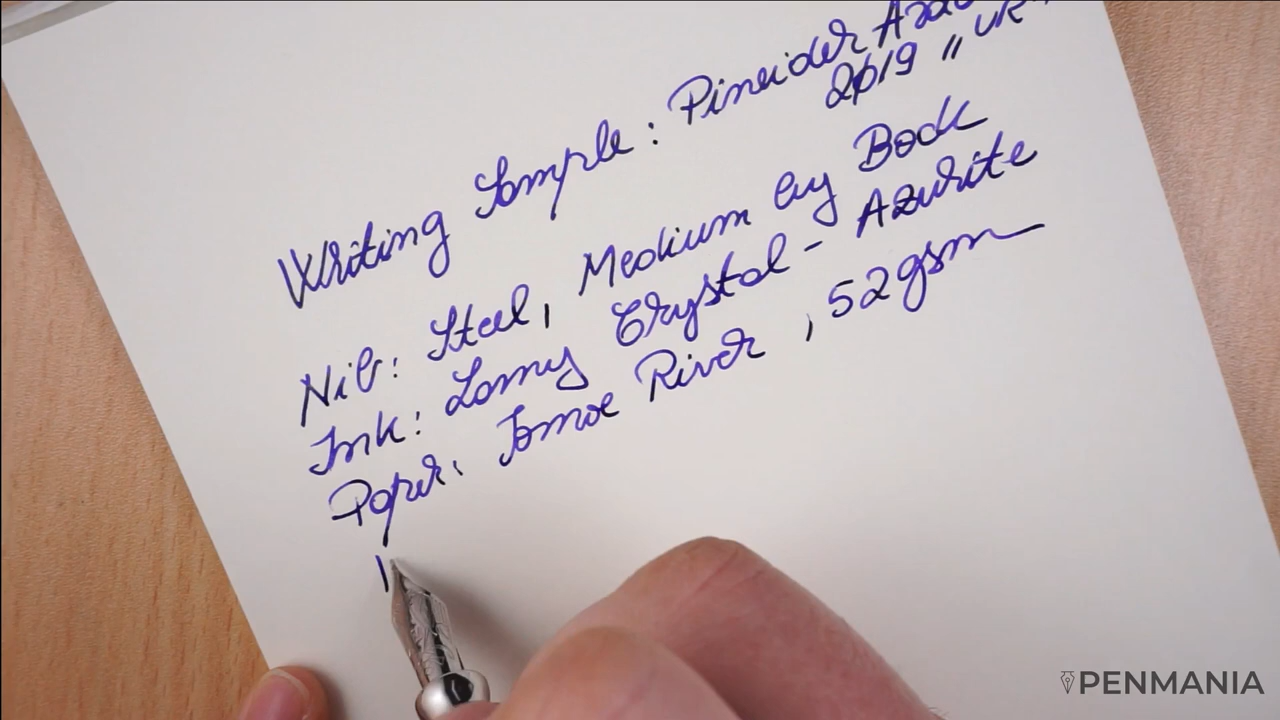 Writing Sample: Pineider
2019 "
Nib: Steel, Medium by Bock
Ink: Lamy Crystal - Azurite
Paper: Tomoe River, 52gsm
PENMANIA